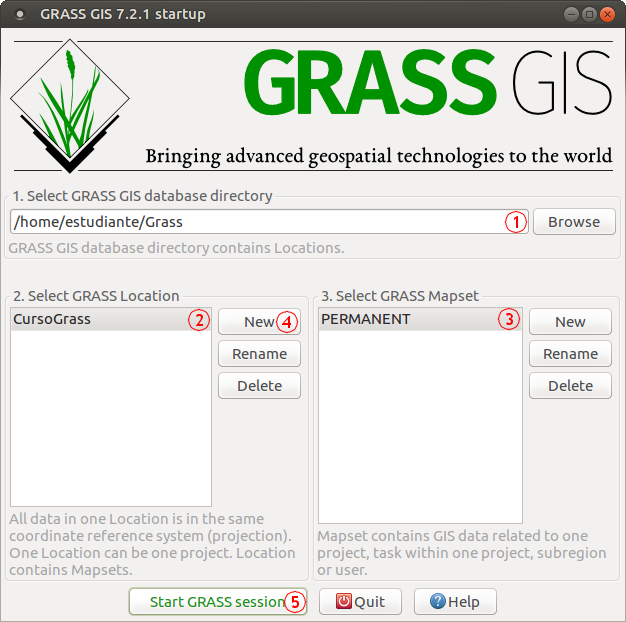 GRASS GIS 7.2.1 startup
GRASS GIS
Bringing advanced geospatial technologies to the world
1. Select GRASS GIS database directory
/home/estudiante/Grass 1 Browse
GRASS GIS database directory contains Locations.
2. Select GRASS Location
CursoGrass 2
New 4
Rename
Delete
All data in one Location is in the same
coordinate reference system (projection).
One Location can be one project. Location
contains Mapsets.
3. Select GRASS Mapset
PERMANENT 3
New
Rename
Delete
Mapset contains GIS data related to one
project, task within one project, subregion
or user.
Start GRASS session 5 Quit ? Help